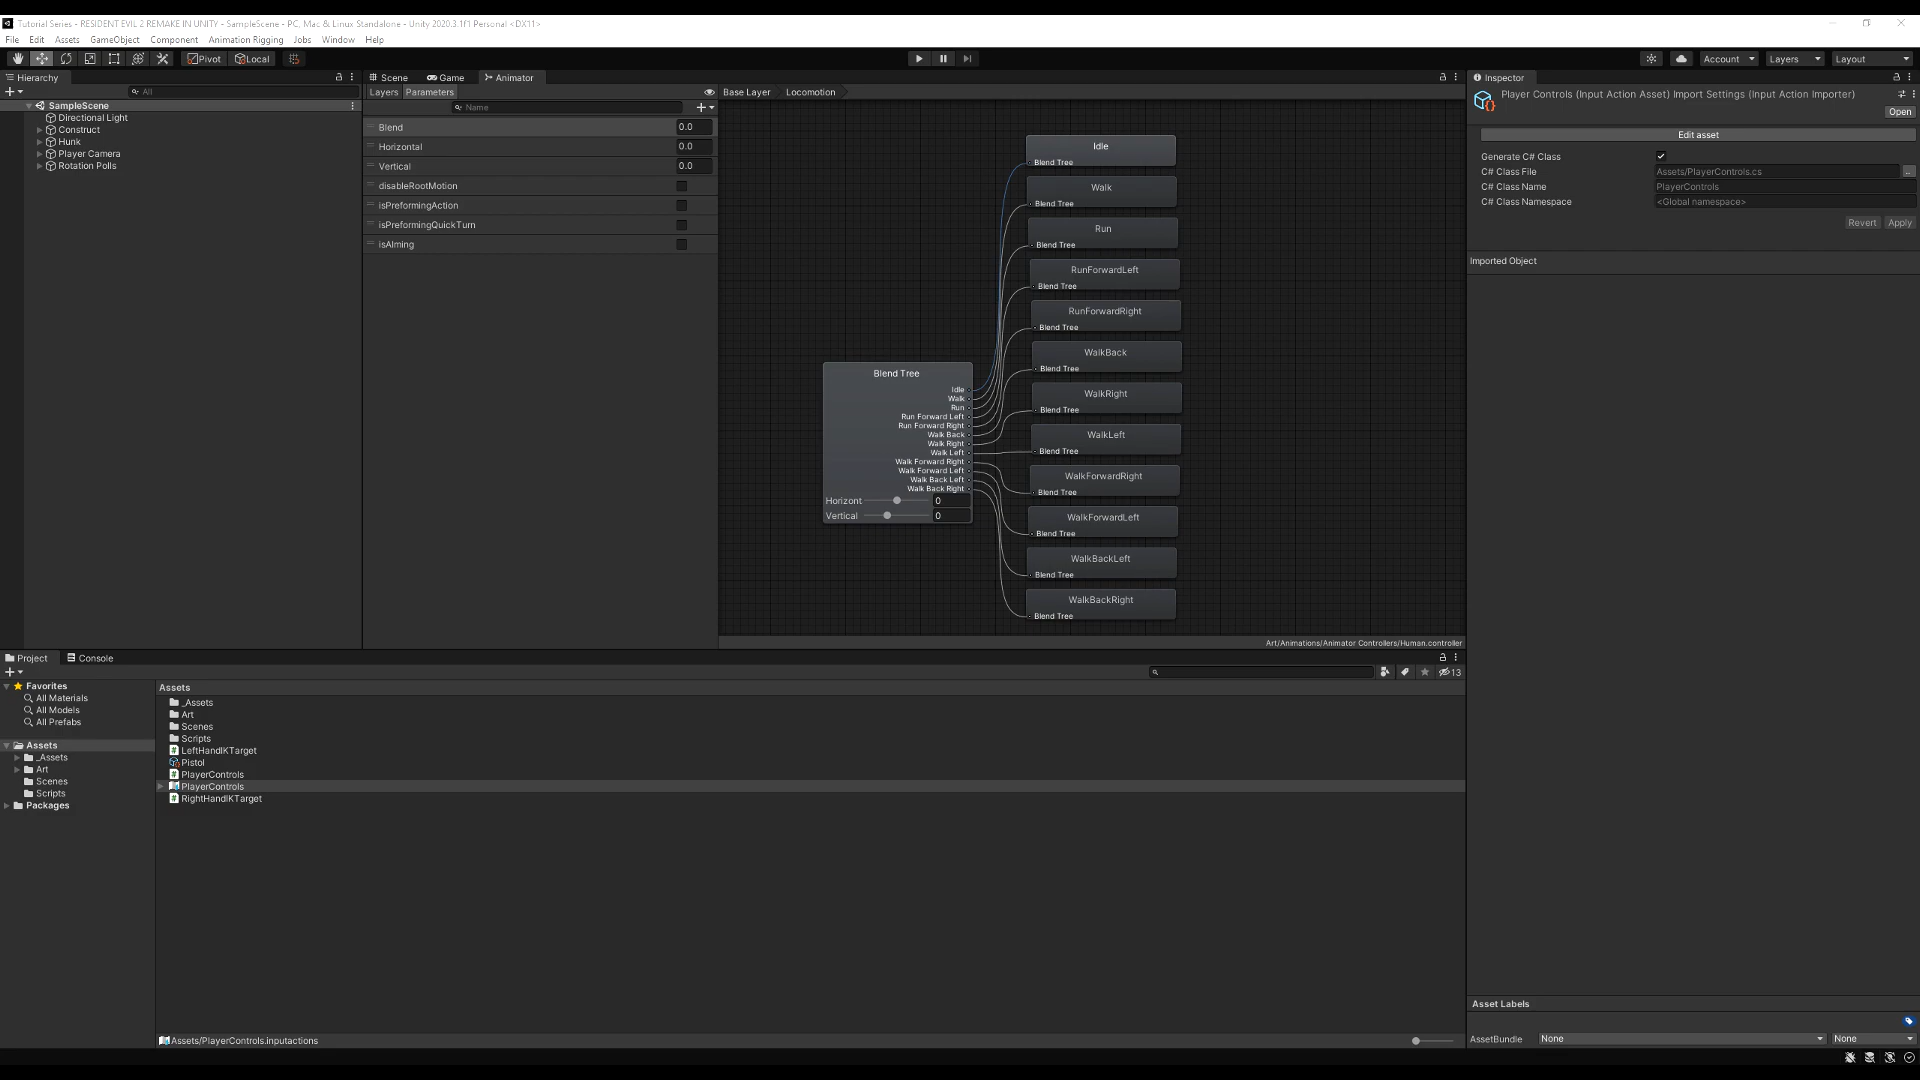 Tutorial Series - RESIDENT EVIL 2 REMAKE IN UNITY - SampleScene - PC, Mac & Linux Standalone - Unity 2020.3.1f1 Personal <DX11>
File Edit Assets GameObject Component Animation Rigging Jobs Window Help
Pivot Local Account Layers Layout
Hierarchy
All
SampleScene
Directional Light
Construct
Hunk
Player Camera
Rotation Polls
Scene Game Animator
Layers Parameters
Name
Blend 0.0
Horizontal 0.0
Vertical 0.0
disableRootMotion
isPreformingAction
isPreformingQuickTurn
isAIming
Base Layer Locomotion
Blend Tree
Idle
Walk
Run
Run Forward Left
Run Forward Right
Walk Back
Walk Right
Walk Left
Walk Forward Right
Walk Forward Left
Walk Back Left
Walk Back Right
Horizont 0
Vertical 0
Idle
Blend Tree
Walk
Blend Tree
Run
Blend Tree
RunForwardLeft
Blend Tree
RunForwardRight
Blend Tree
WalkBack
Blend Tree
WalkRight
Blend Tree
WalkLeft
Blend Tree
WalkForwardRight
Blend Tree
WalkForwardLeft
Blend Tree
WalkBackLeft
Blend Tree
WalkBackRight
Blend Tree
Art/Animations/Animator Controllers/Human.controller
Inspector
Player Controls (Input Action Asset) Import Settings (Input Action Importer)
Open
Edit asset
Generate C# Class
C# Class File Assets/PlayerControls.cs ...
C# Class Name PlayerControls
C# Class Namespace <Global namespace>
Revert Apply
Imported Object
Asset Labels
AssetBundle None None
Project Console
13
Favorites
All Materials
All Models
All Prefabs
Assets
_Assets
Art
Scenes
Scripts
Packages
Assets
_Assets
Art
Scenes
Scripts
LeftHandIKTarget
Pistol
PlayerControls
PlayerControls
RightHandIKTarget
Assets/PlayerControls.inputactions